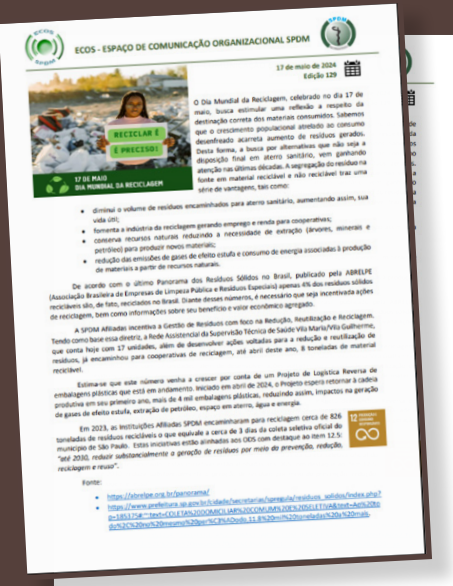 ECOS
SPDM
ECOS - ESPAÇO DE COMUNICAÇÃO ORGANIZACIONAL SPDM
SPDM
17 de maio de 2024
Edição 129
RECICLAR É
É PRECISO!
17 DE MAIO
DIA MUNDIAL DA RECICLAGEM
O Dia Mundial da Reciclagem, celebrado no dia 17 de
maio, busca estimular uma reflexão a respeito da
destinação correta dos materiais consumidos. Sabemos
que o crescimento populacional atrelado ao consumo
desenfreado acarreta aumento de resíduos gerados.
Desta forma, a busca por alternativas que não seja a
disposição final em aterro sanitário, vem ganhando
atenção nas últimas décadas. A segregação do resíduo na
fonte em material reciclável e não reciclável traz uma
série de vantagens, tais como:
• diminui o volume de resíduos encaminhados para aterro sanitário, aumentando assim, sua
vida útil;
• fomenta a indústria da reciclagem gerando emprego e renda para cooperativas;
• conserva recursos naturais reduzindo a necessidade de extração (árvores, minerais e
petróleo) para produzir novos materiais;
• redução das emissões de gases de efeito estufa e consumo de energia associadas à produção
de materiais a partir de recursos naturais.
De acordo com o último Panorama dos Resíduos Sólidos no Brasil, publicado pela ABRELPE
(Associação Brasileira de Empresas de Limpeza Pública e Resíduos Especiais) apenas 4% dos resíduos sólidos
recicláveis são, de fato, reciclados no Brasil. Diante desses números, é necessário que seja incentivada ações
de reciclagem, bem como informações sobre seu benefício e valor econômico agregado.
A SPDM Afiliadas incentiva a Gestão de Resíduos com foco na Redução, Reutilização e Reciclagem.
Tendo como base essa diretriz, a Rede Assistencial da Supervisão Técnica de Saúde Vila Maria/Vila Guilherme,
que conta hoje com 17 unidades, além de desenvolver ações voltadas para a redução e reutilização de
resíduos, já encaminhou para cooperativas de reciclagem, até abril deste ano, 8 toneladas de material
reciclável.
Estima-se que este número venha a crescer por conta de um Projeto de Logística Reversa de
embalagens plásticas que está em andamento. Iniciado em abril de 2024, o Projeto espera retornar à cadeia
produtiva em seu primeiro ano, mais de 4 mil embalagens plásticas, reduzindo assim, impactos na geração
de gases de efeito estufa, extração de petróleo, espaço em aterro, água e energia.
Em 2023, as Instituições Afiliadas SPDM encaminharam para reciclagem cerca de 826
toneladas de resíduos recicláveis o que equivale a cerca de 3 dias da coleta seletiva oficial do
município de São Paulo. Estas iniciativas estão alinhadas aos ODS com destaque ao item 12.5:
"até 2030, reduzir substancialmente a geração de resíduos por meio da prevenção, redução,
reciclagem e reuso".
12
Fonte:
• https://abrelpe.org.br/panorama/
• https://www.prefeitura.sp.gov.br/cidade/secretarias/spregula/residuos_solidos/index.php?